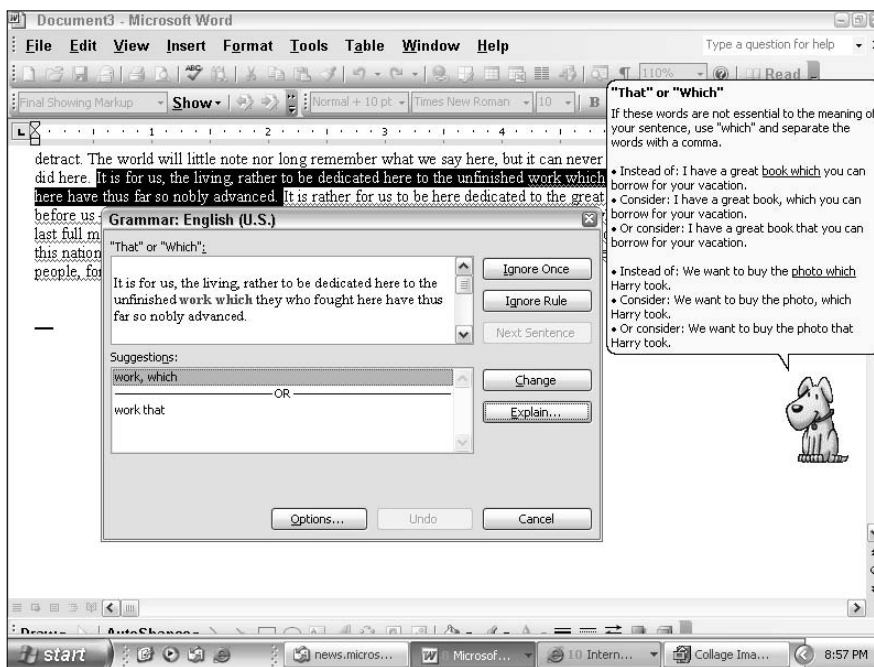 Document3 - Microsoft Word
File Edit View Insert Format Tools Table Window Help
Type a question for help
ABC
¶ 110% Read
Final Showing Markup Show Normal + 10 pt Times New Roman 10 B
L 1 2 3 4
detract. The world will little note nor long remember what we say here, but it can never
did here. It is for us, the living, rather to be dedicated here to the unfinished work which
here have thus far so nobly advanced. It is rather for us to be here dedicated to the great
before us
last full m
this nation
people, fo
Grammar: English (U.S.)
"That" or "Which":
It is for us, the living, rather to be dedicated here to the
unfinished work which they who fought here have thus
far so nobly advanced.
Ignore Once
Ignore Rule
Next Sentence
Suggestions:
work, which
OR
work that
Change
Explain...
Options... Undo Cancel
"That" or "Which"
If these words are not essential to the meaning of
your sentence, use "which" and separate the
words with a comma.
• Instead of: I have a great book which you can
borrow for your vacation.
• Consider: I have a great book, which you can
borrow for your vacation.
• Or consider: I have a great book that you can
borrow for your vacation.
• Instead of: We want to buy the photo which
Harry took.
• Consider: We want to buy the photo, which
Harry took.
• Or consider: We want to buy the photo that
Harry took.
Draw AutoShapes
start news.micros... Microsof... 10 Intern... Collage Ima... 8:57 PM